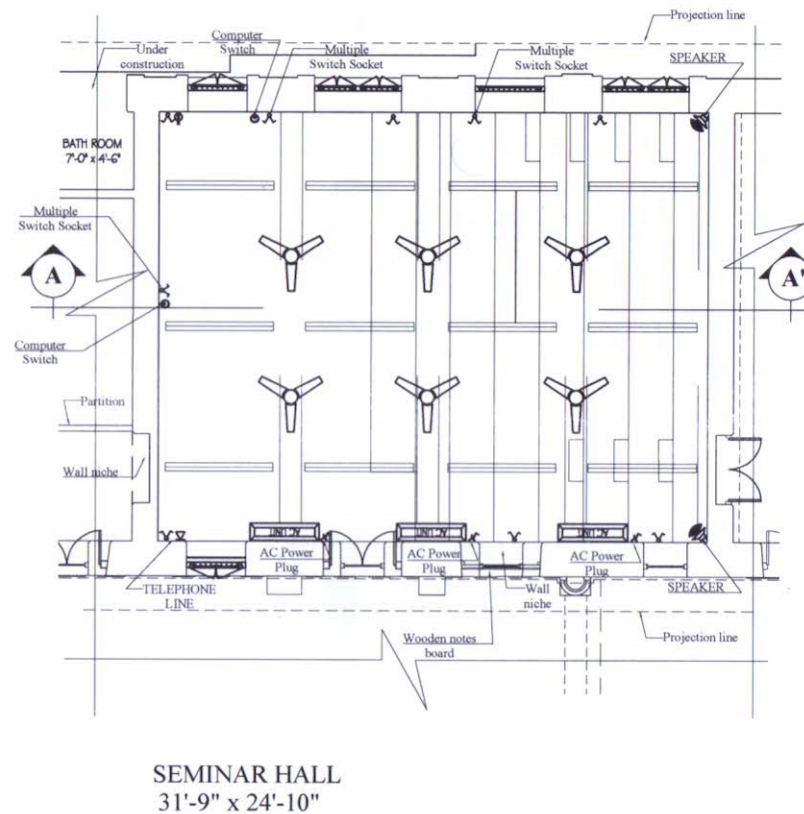 Projection line
Computer
Switch
Under
construction
Multiple
Switch Socket
Multiple
Switch Socket
SPEAKER
BATH ROOM
7'-0" x 4'-6"
Multiple
Switch Socket
A
A'
Computer
Switch
Partition
Wall niche
AC UNIT
AC UNIT
AC UNIT
AC Power
Plug
AC Power
Plug
AC Power
Plug
TELEPHONE
LINE
Wall
niche
SPEAKER
Wooden notes
board
Projection line
SEMINAR HALL
31'-9" x 24'-10"